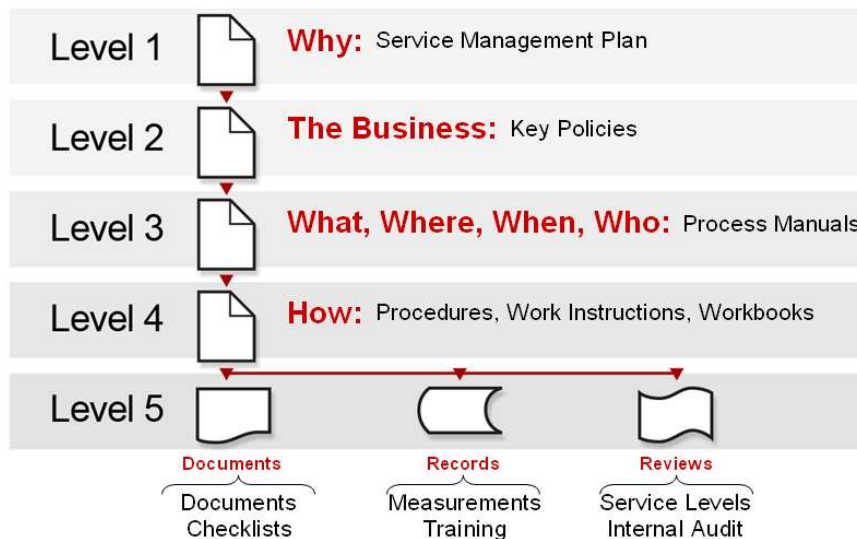 Level 1 Why: Service Management Plan
Level 2 The Business: Key Policies
Level 3 What, Where, When, Who: Process Manuals
Level 4 How: Procedures, Work Instructions, Workbooks
Level 5
Documents Records Reviews
Documents Measurements Service Levels
Checklists Training Internal Audit